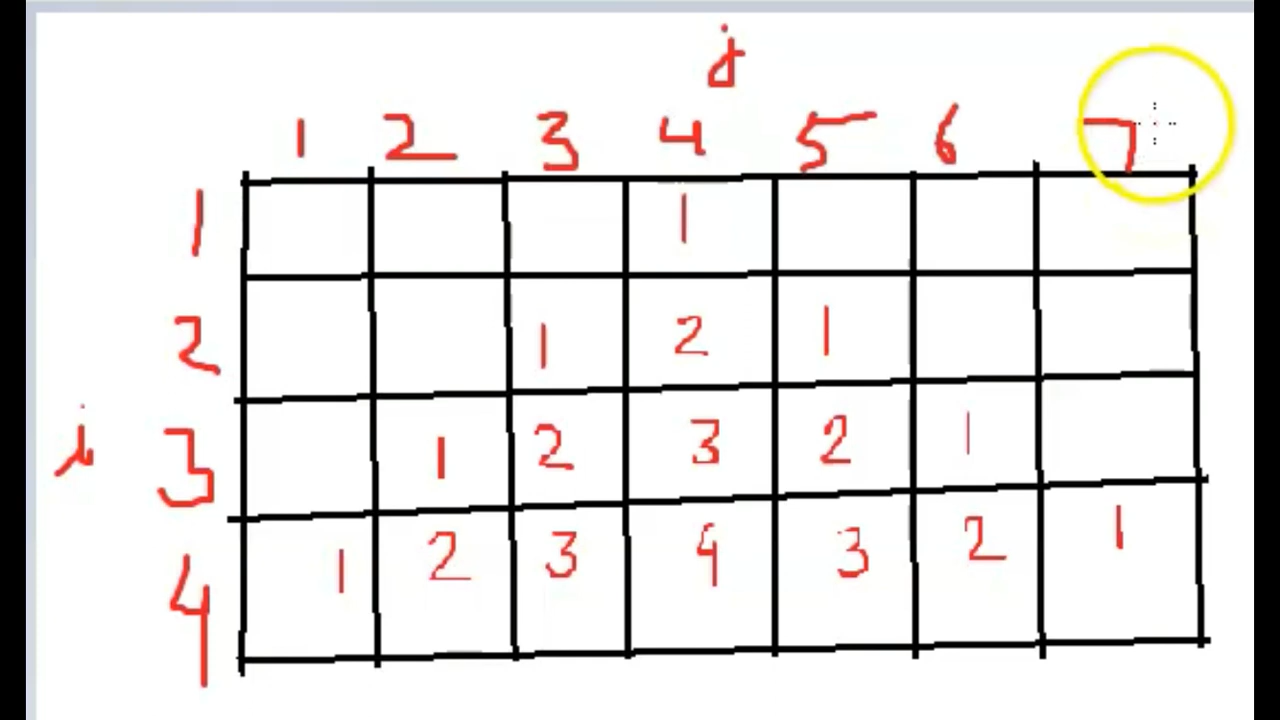 j
1 2 3 4 5 6 7
1 1
2 1 2 1
i
3 1 2 3 2 1
4 1 2 3 4 3 2 1